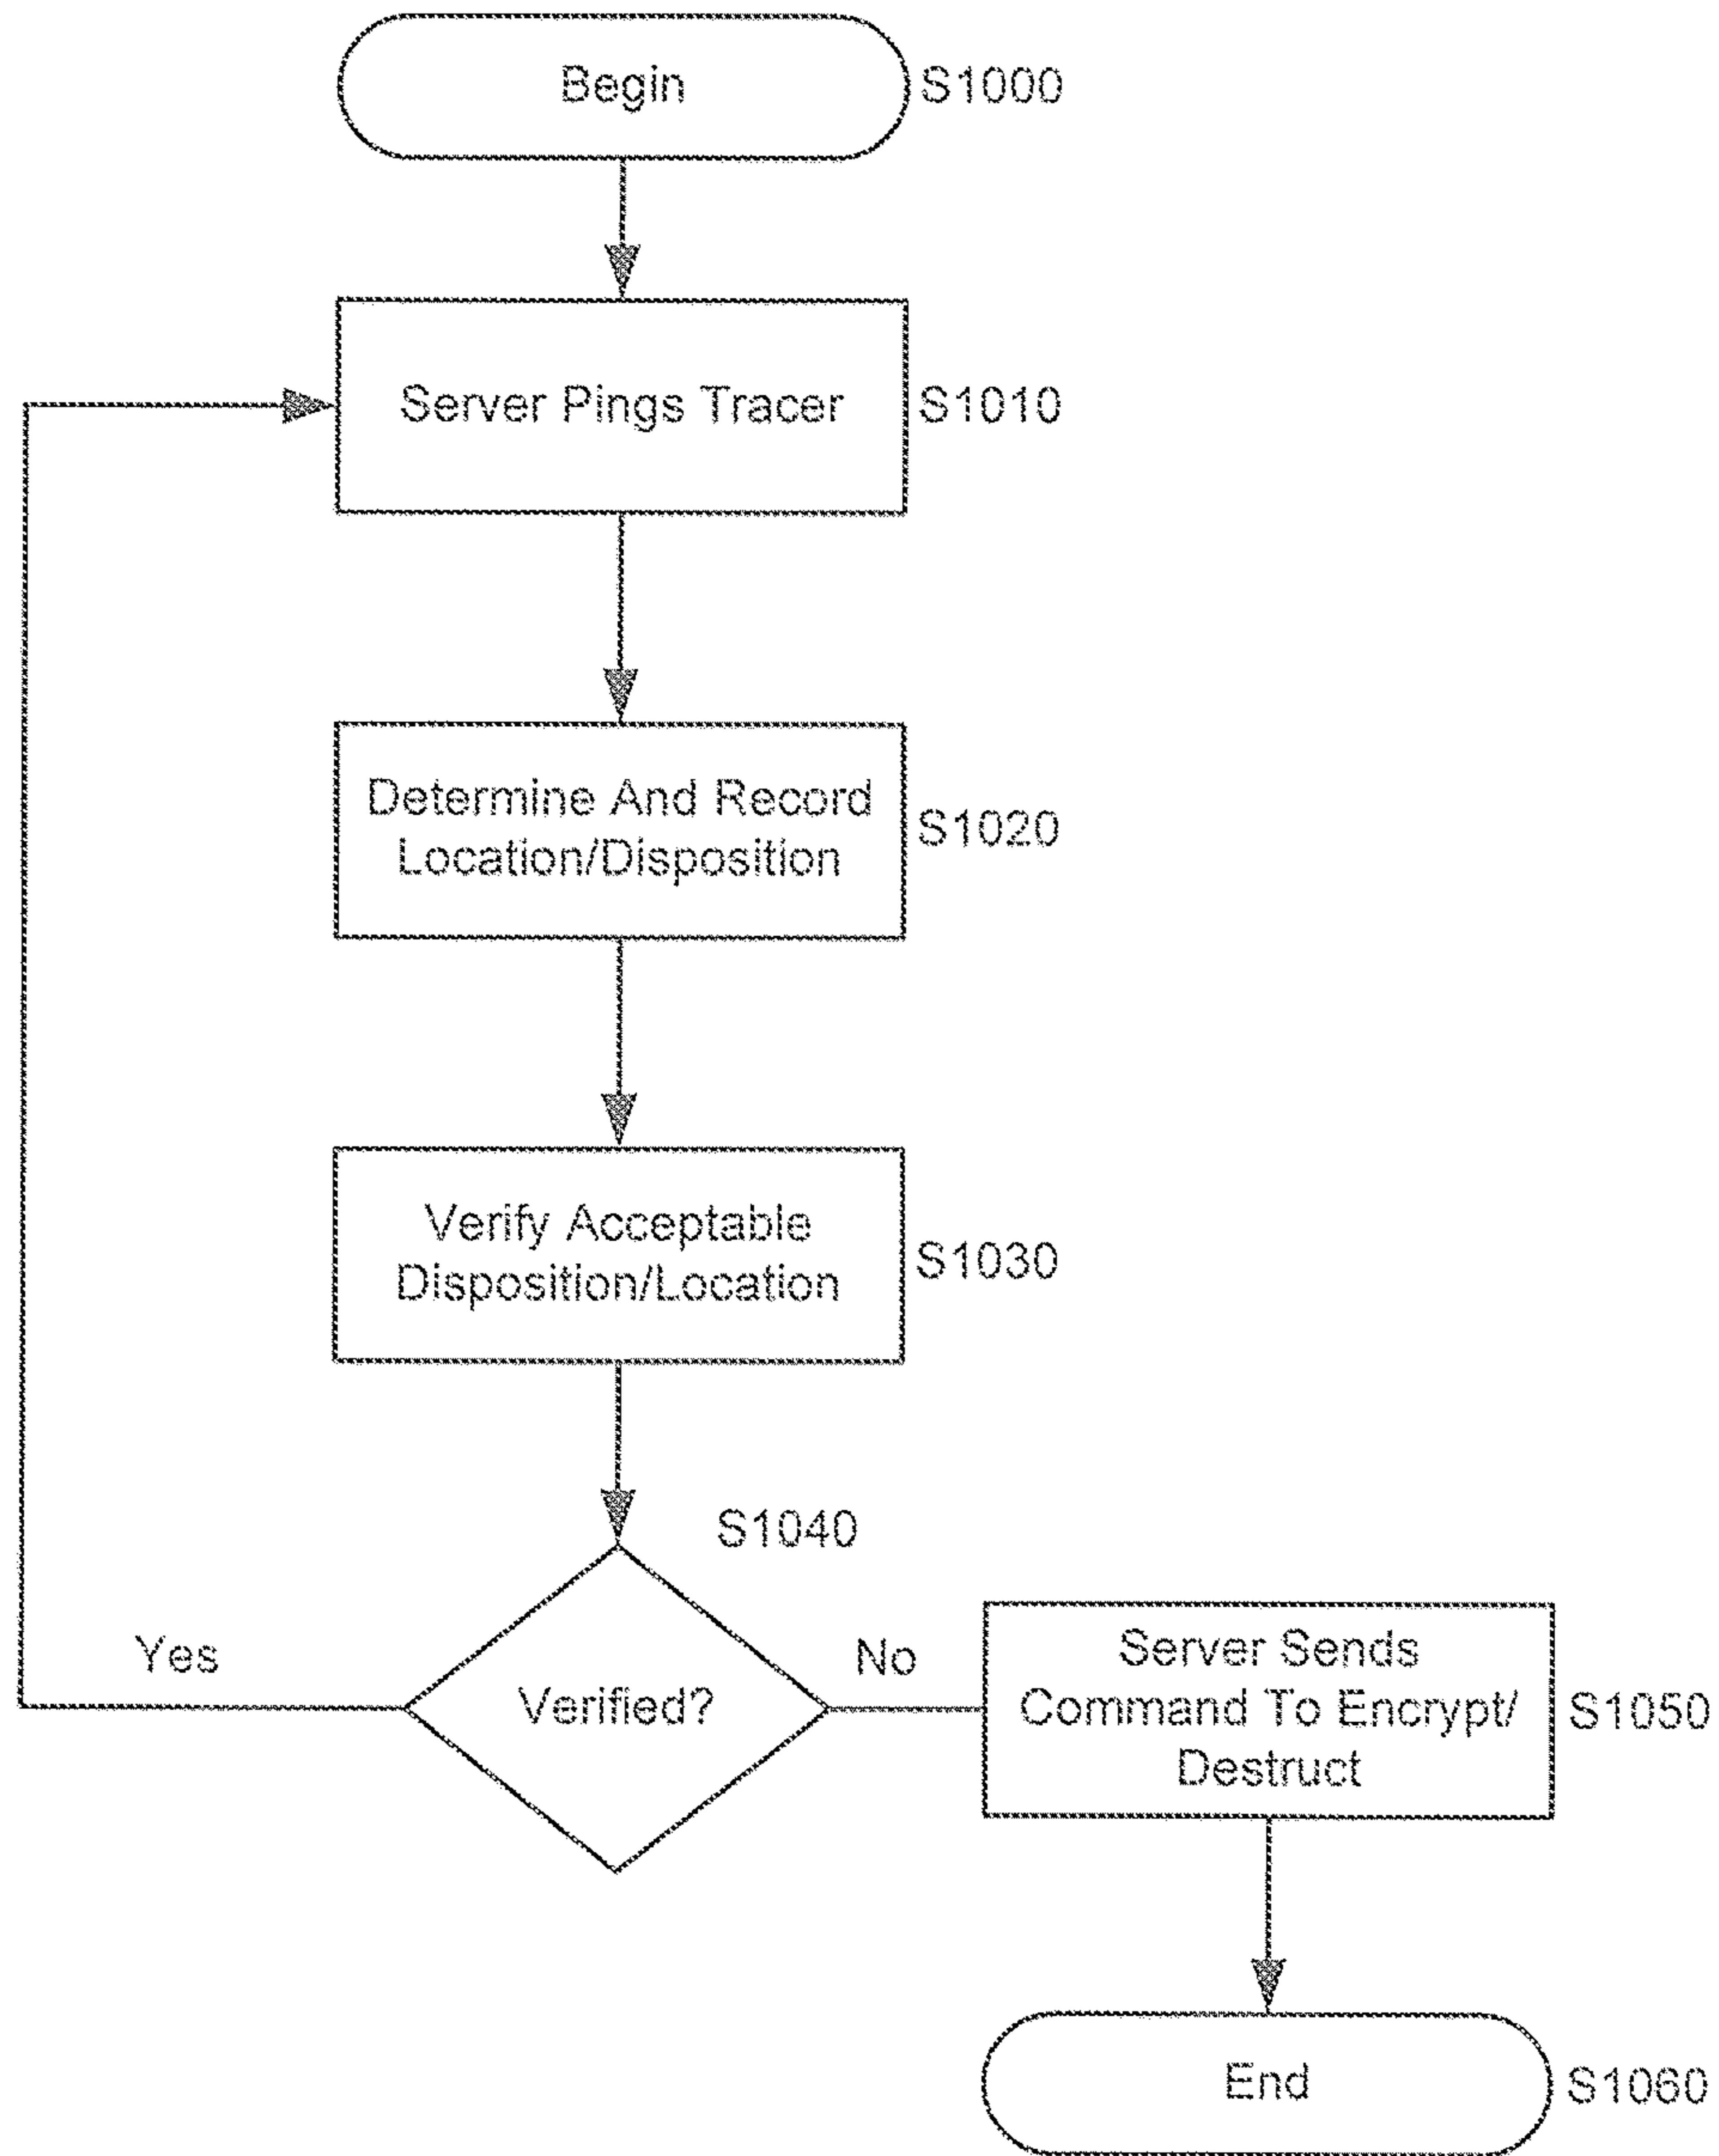 Begin
S1000
Server Pings Tracer
S1010
Determine And Record
Location/Disposition
S1020
Verify Acceptable
Disposition/Location
S1030
S1040
Verified?
Yes
No
Server Sends
Command To Encrypt/
Destruct
S1050
End
S1060